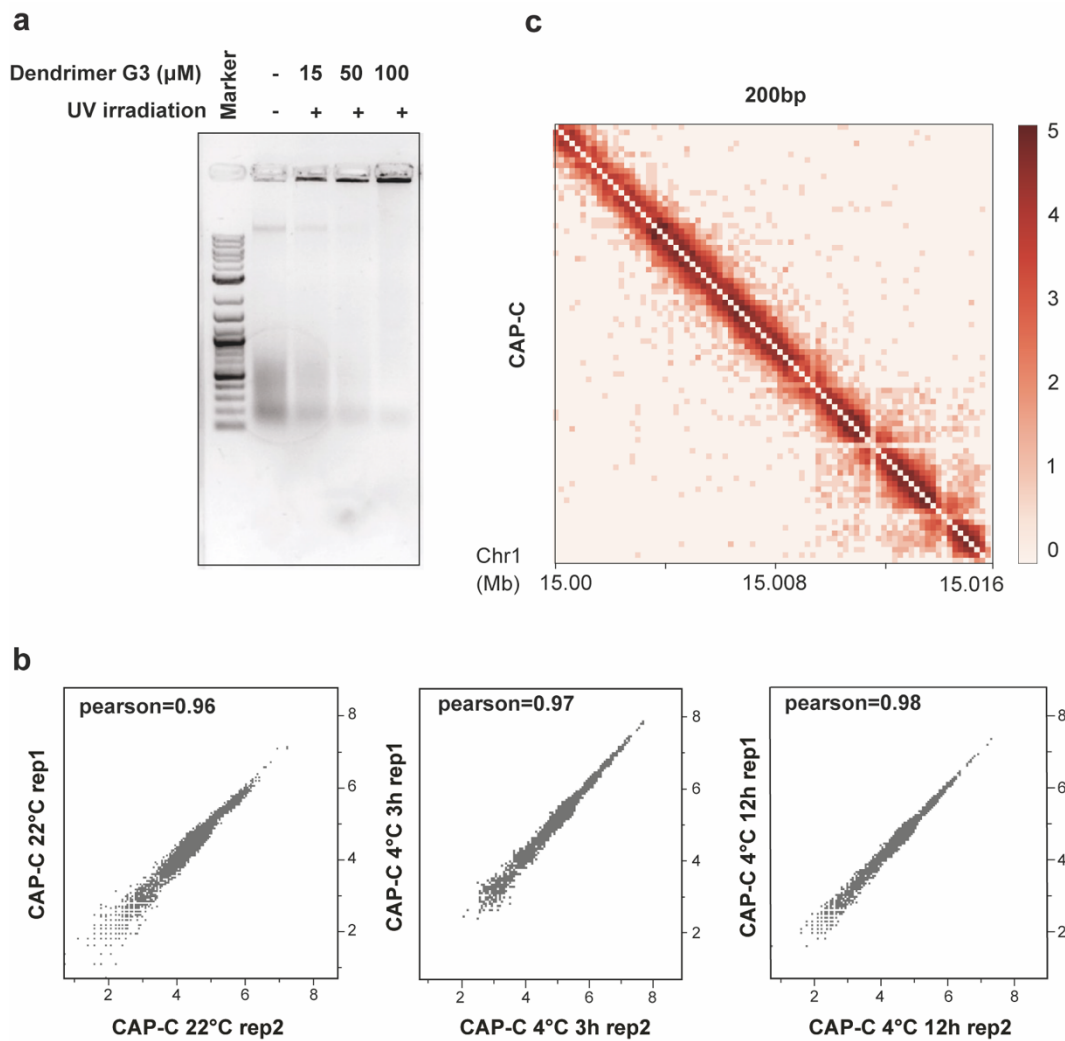 a
Dendrimer G3 (µM) - 15 50 100
UV irradiation - + + +
Marker
c
200bp
CAP-C
5
4
3
2
1
0
Chr1
(Mb)
15.00 15.008 15.016
b
pearson=0.96
CAP-C 22°C rep1
8
6
4
2
2 4 6 8
CAP-C 22°C rep2
pearson=0.97
CAP-C 4°C 3h rep1
8
6
4
2
2 4 6 8
CAP-C 4°C 3h rep2
pearson=0.98
CAP-C 4°C 12h rep1
8
6
4
2
2 4 6 8
CAP-C 4°C 12h rep2